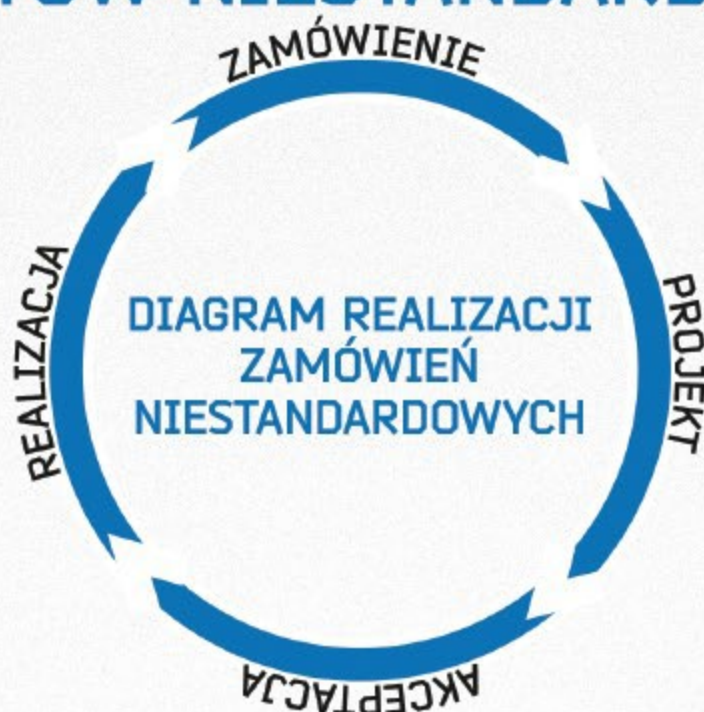 ZAMÓWIENIE
PROJEKT
AKCEPTACJA
REALIZACJA
DIAGRAM REALIZACJI
ZAMÓWIEŃ
NIESTANDARDOWYCH